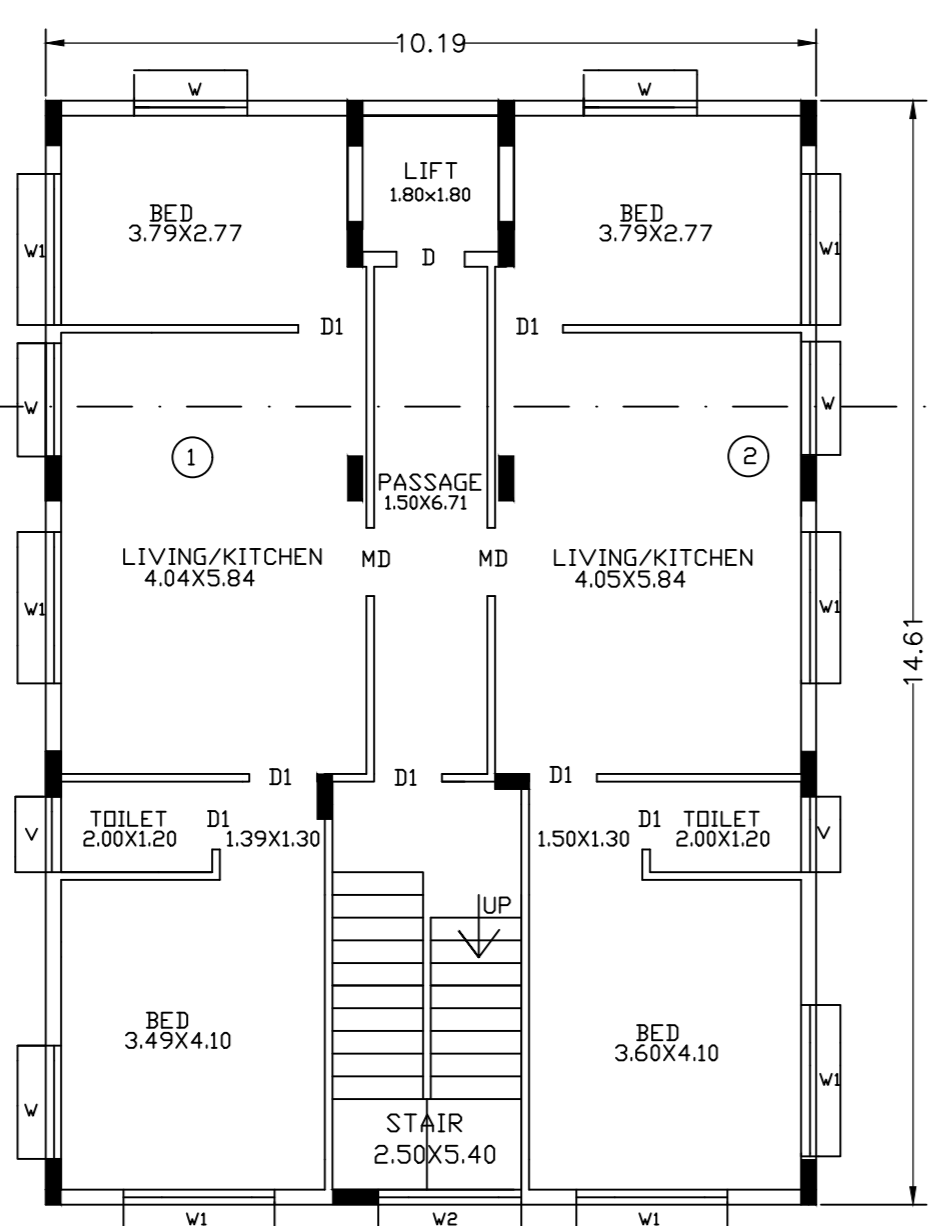 10.19
W
W
LIFT
1.80x1.80
BED
3.79X2.77
BED
3.79X2.77
W1
W1
D
D1
D1
W
W
1
2
PASSAGE
1.50X6.71
LIVING/KITCHEN
4.04X5.84
MD
MD
LIVING/KITCHEN
4.05X5.84
W1
W1
14.61
D1
D1
D1
TOILET
2.00X1.20
D1
1.39X1.30
1.50X1.30
D1
TOILET
2.00X1.20
V
V
UP
BED
3.49X4.10
BED
3.60X4.10
W
W1
STAIR
2.50X5.40
W1
W2
W1